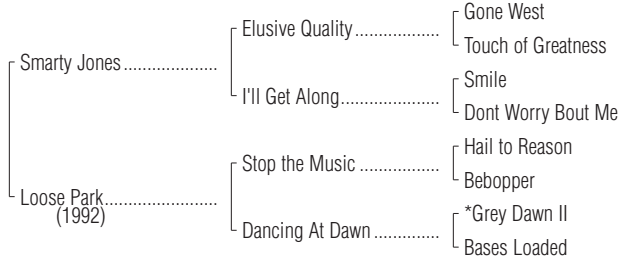 Gone West
Elusive Quality ..................
Touch of Greatness
Smarty Jones ....................
Smile
I'll Get Along.....................
Dont Worry Bout Me
Hail to Reason
Stop the Music .................
Bebopper
Loose Park........................
(1992)
*Grey Dawn II
Dancing At Dawn ..............
Bases Loaded